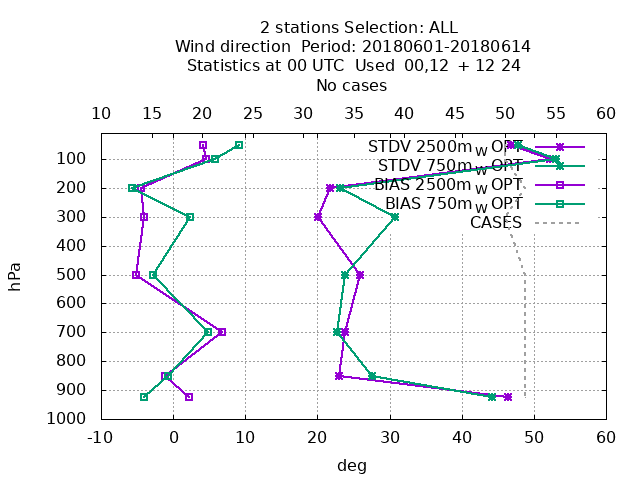 2 stations Selection: ALL
Wind direction  Period: 20180601-20180614
Statistics at 00 UTC  Used  00,12  + 12 24
No cases
10 15 20 25 30 35 40 45 50 55 60
STDV 2500m_W OPT
STDV 750m_W OPT
BIAS 2500m_W OPT
BIAS 750m_W OPT
CASES
hPa
100
200
300
400
500
600
700
800
900
1000
-10 0 10 20 30 40 50 60
deg